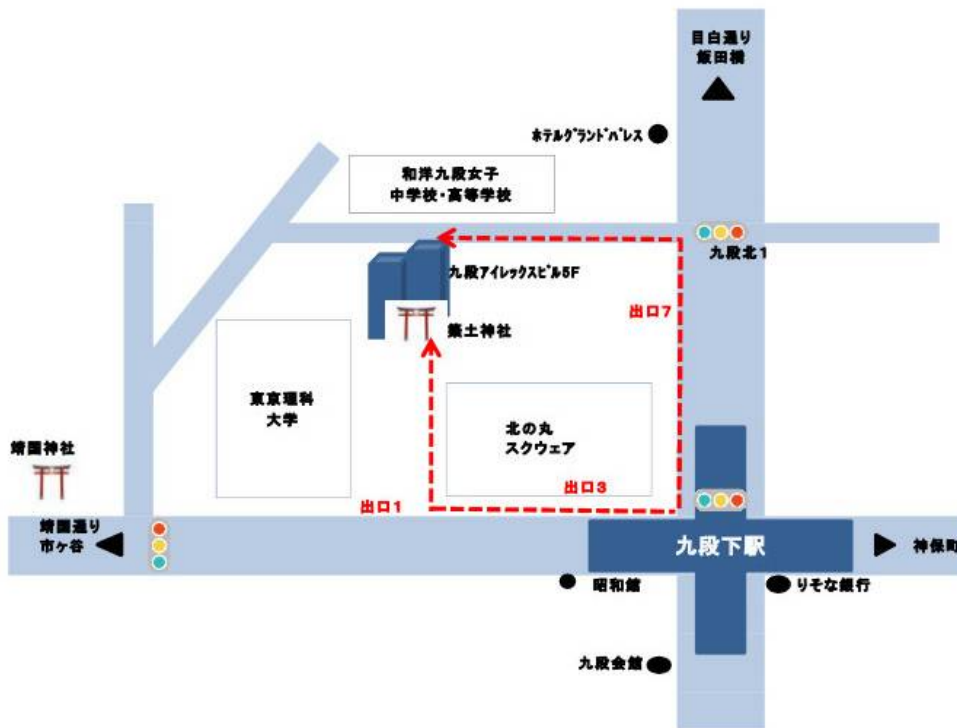 目白通り
飯田橋
ホテルグランドパレス
和洋九段女子
中学校・高等学校
九段北1
九段アイレックスビル5F
出口7
築土神社
東京理科
大学
北の丸
スクウェア
靖国神社
出口3
出口1
靖国通り
市ヶ谷
九段下駅
神保町
昭和館
りそな銀行
九段会館